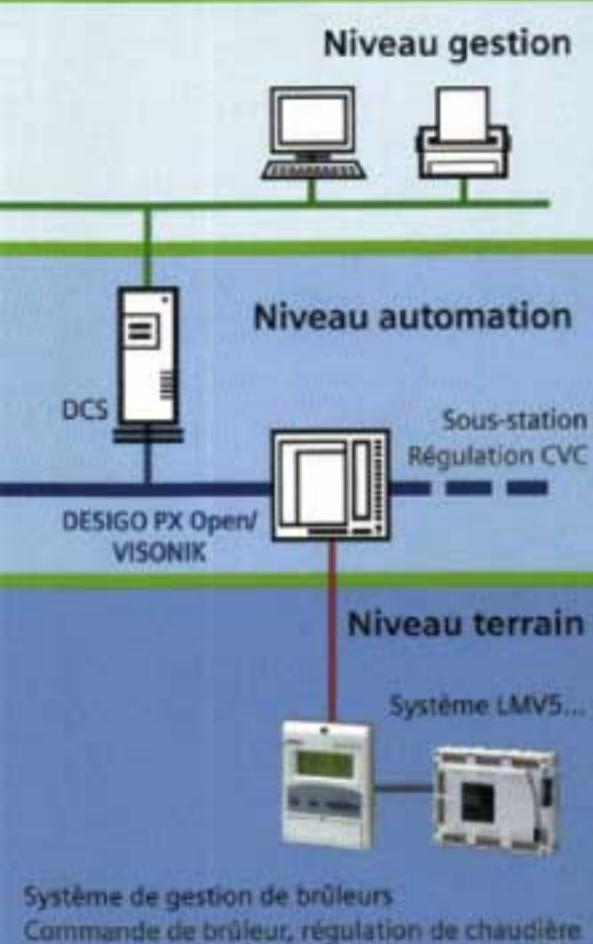 Niveau gestion
Niveau automation
DCS
Sous-station
Régulation CVC
DESIGO PX Open/
VISONIK
Niveau terrain
Système LMV5...
Système de gestion de brûleurs
Commande de brûleur, régulation de chaudière